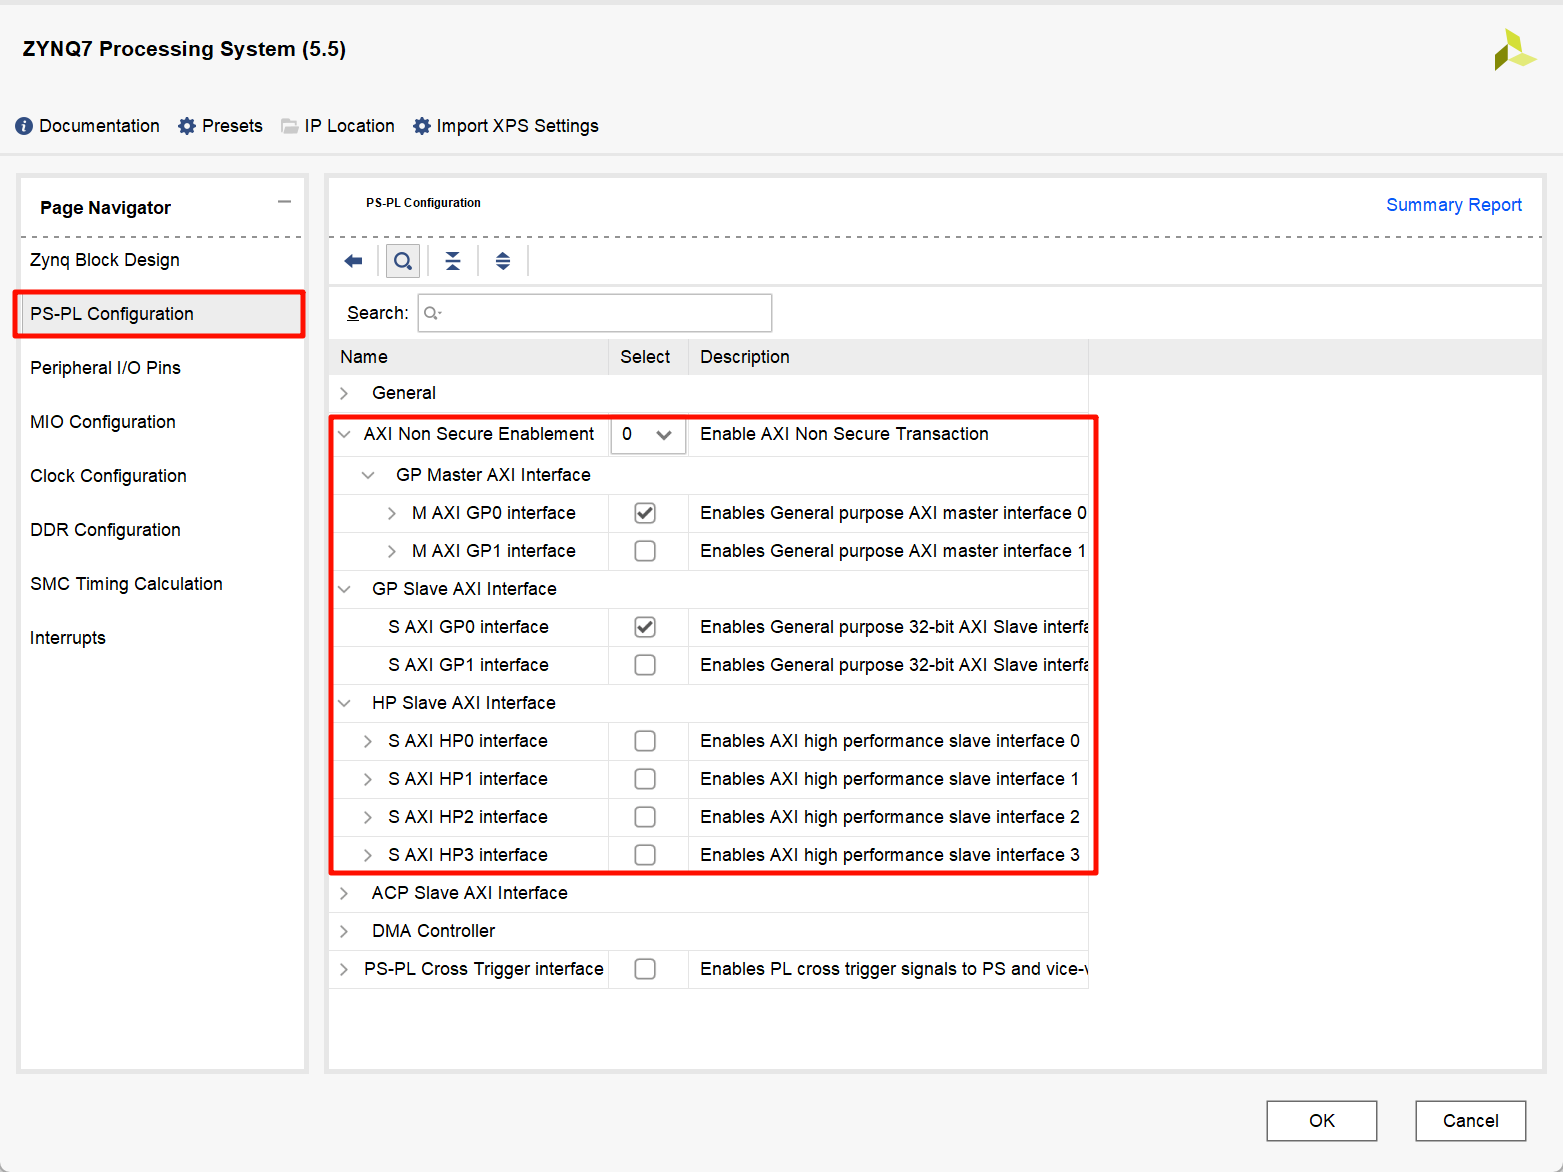 ZYNQ7 Processing System (5.5)
Documentation Presets IP Location Import XPS Settings
Page Navigator
Zynq Block Design
PS-PL Configuration
Peripheral I/O Pins
MIO Configuration
Clock Configuration
DDR Configuration
SMC Timing Calculation
Interrupts
PS-PL Configuration Summary Report
Search:
Name Select Description
General
AXI Non Secure Enablement 0 Enable AXI Non Secure Transaction
GP Master AXI Interface
M AXI GP0 interface Enables General purpose AXI master interface 0
M AXI GP1 interface Enables General purpose AXI master interface 1
GP Slave AXI Interface
S AXI GP0 interface Enables General purpose 32-bit AXI Slave interfa
S AXI GP1 interface Enables General purpose 32-bit AXI Slave interfa
HP Slave AXI Interface
S AXI HP0 interface Enables AXI high performance slave interface 0
S AXI HP1 interface Enables AXI high performance slave interface 1
S AXI HP2 interface Enables AXI high performance slave interface 2
S AXI HP3 interface Enables AXI high performance slave interface 3
ACP Slave AXI Interface
DMA Controller
PS-PL Cross Trigger interface Enables PL cross trigger signals to PS and vice-v
OK Cancel